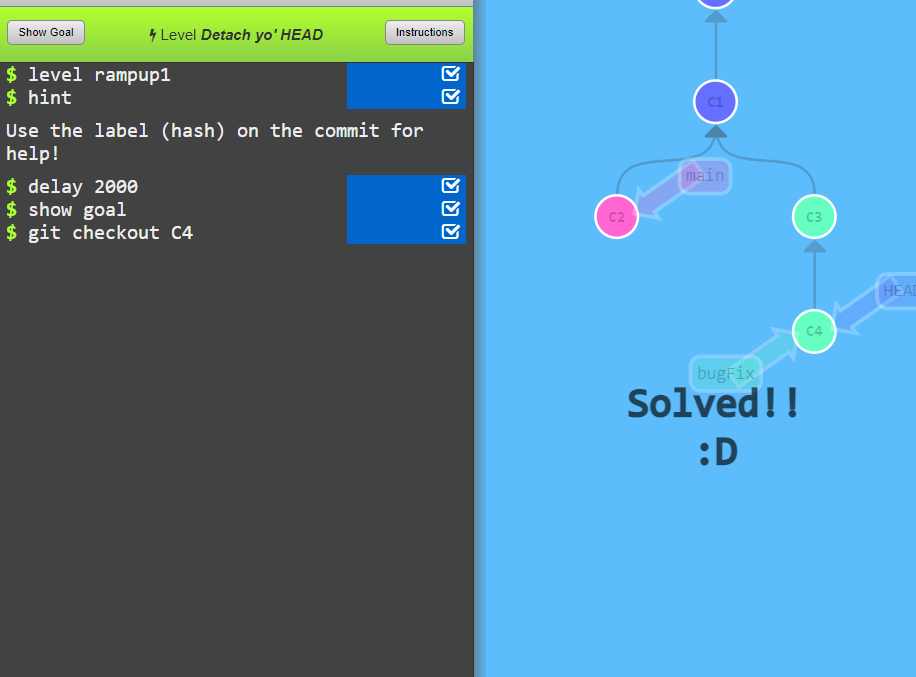 Show Goal
Level Detach yo' HEAD
Instructions
$ level rampup1
$ hint
Use the label (hash) on the commit for
help!
$ delay 2000
$ show goal
$ git checkout C4
C1
main
C2
C3
HEAD
C4
bugFix
Solved!!
:D